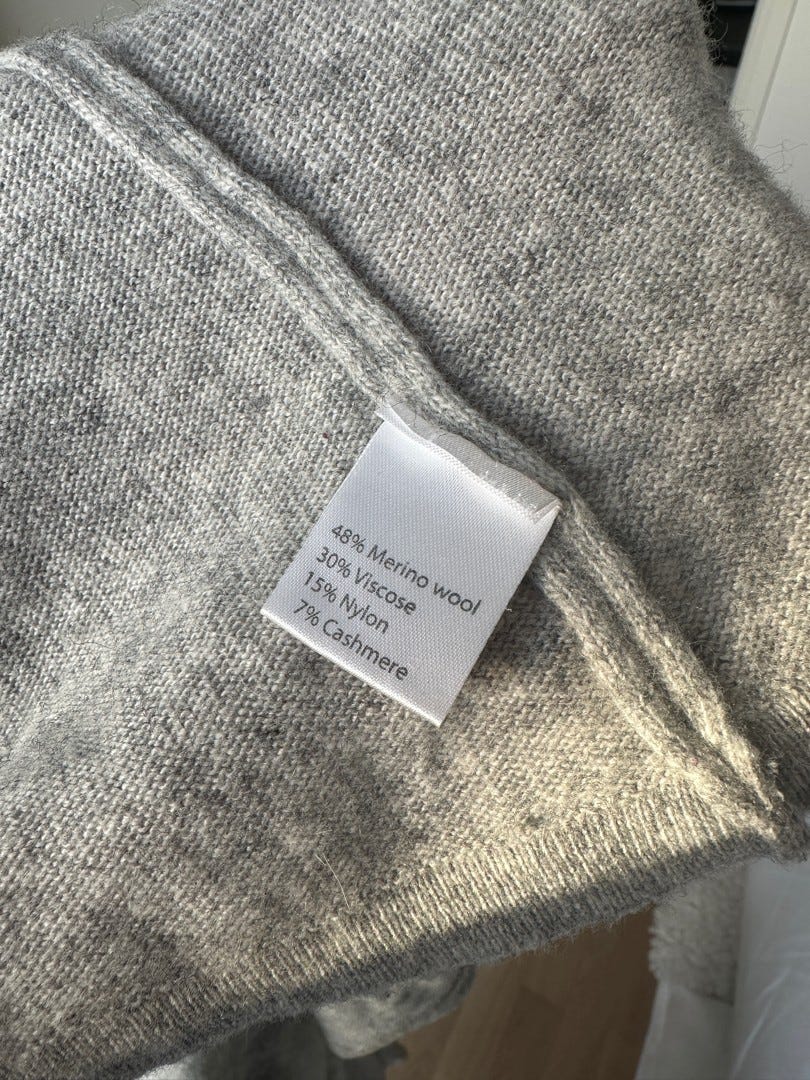 48% Merino wool
30% Viscose
15% Nylon
7% Cashmere